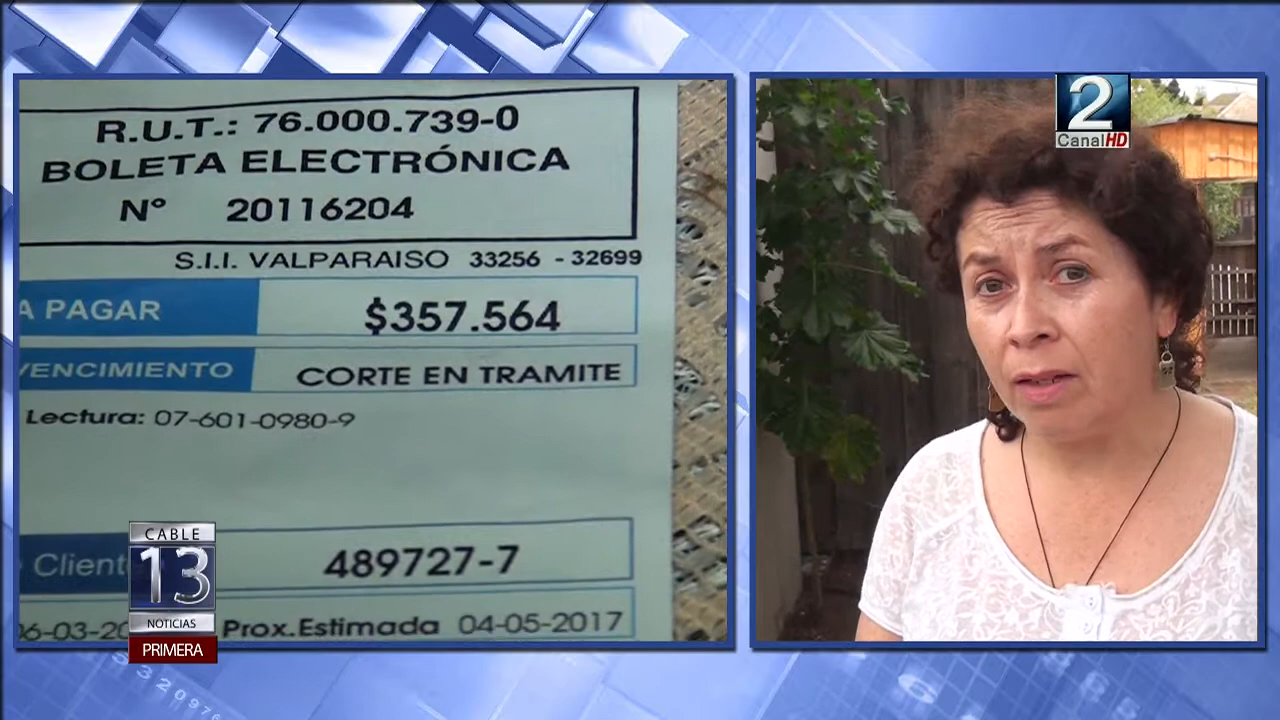 R.U.T.: 76.000.739-0
BOLETA ELECTRÓNICA
Nº 20116204
S.I.I. VALPARAISO 33256 - 32699
A PAGAR $357.564
VENCIMIENTO CORTE EN TRAMITE
Lectura: 07-601-0980-9
489727-7
Prox.Estimada 04-05-2017
CABLE
13
NOTICIAS
PRIMERA
2
CanalHD